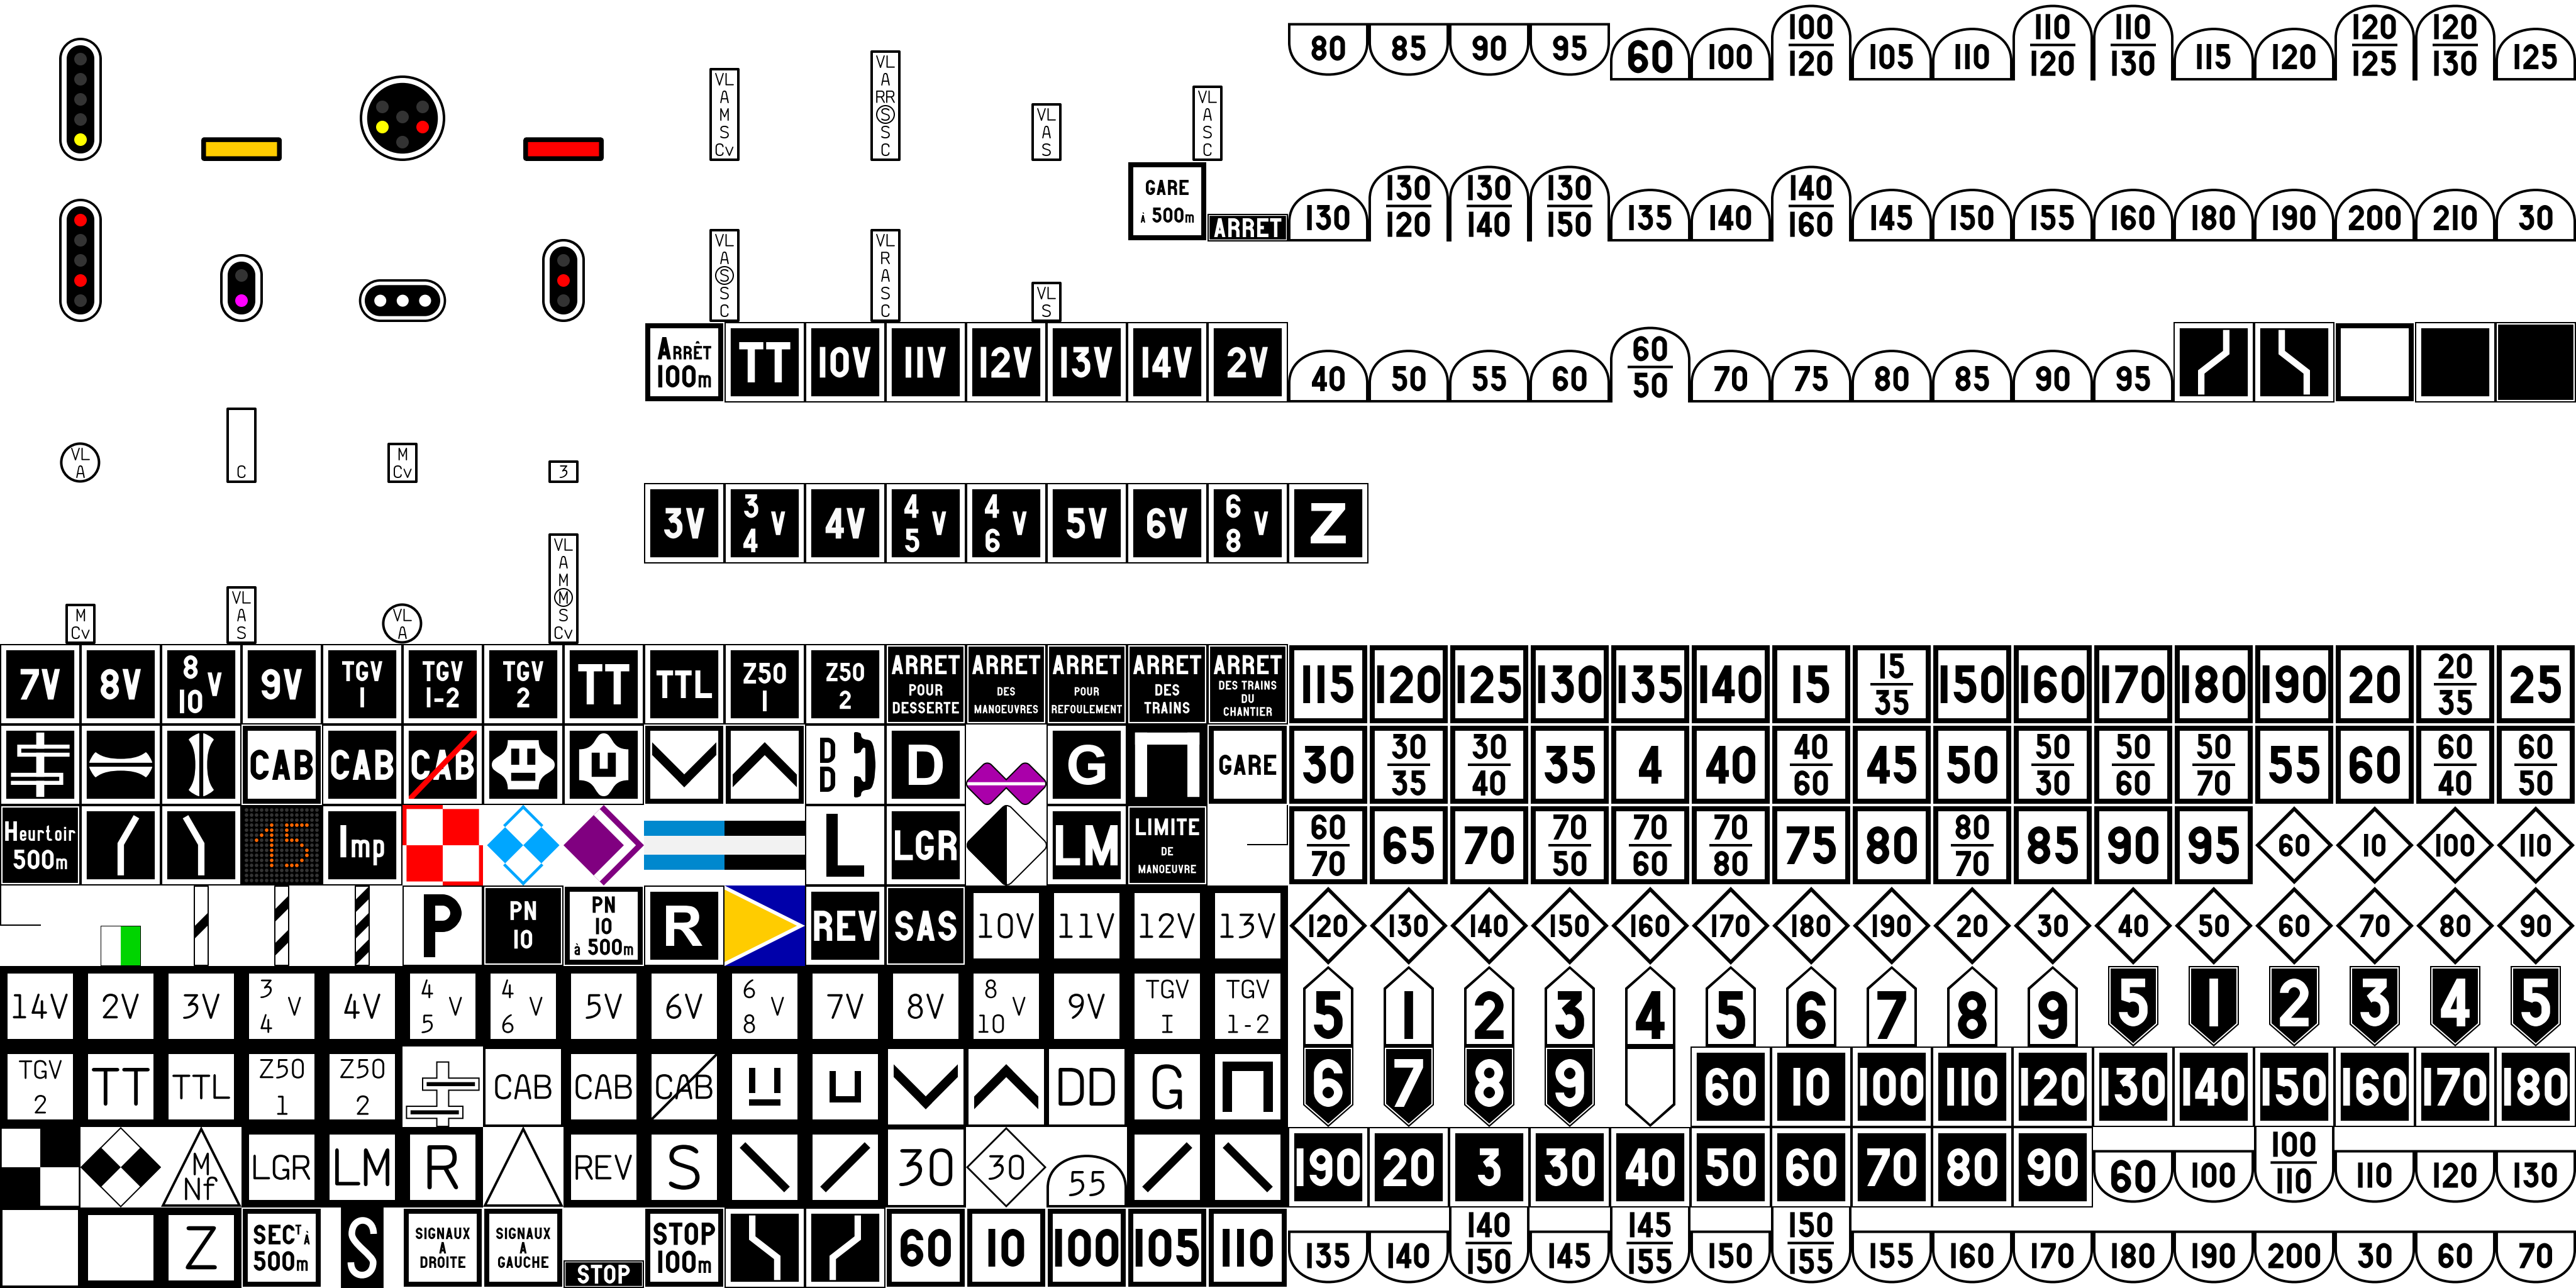 80 85 90 95 60 100 100 120 105 110 110 120 110 130 115 120 120 125 120 130 125
VL A M S Cv
VL A RR S S C
VL A S
VL A S C
GARE à 500m
ARRET
130 130 120 130 140 130 150 135 140 140 160 145 150 155 160 180 190 200 210 30
VL A S S C
VL R A S C
VL S
ARRÊT 100m
TT 10V 11V 12V 13V 14V 2V
40 50 55 60 60 50 70 75 80 85 90 95
VL A
C
M Cv
3
3V 3 4 V 4V 4 5 V 4 6 V 5V 6V 6 8 V Z
M Cv
VL A S
VL A
VL A M M S Cv
7V 8V 8 10 V 9V TGV 1 TGV 1-2 TGV 2 TT TTL Z50 1 Z50 2
ARRET POUR DESSERTE
ARRET DES MANOEUVRES
ARRET POUR REFOULEMENT
ARRET DES TRAINS
ARRET DES TRAINS DU CHANTIER
115 120 125 130 135 140 15 15 35 150 160 170 180 190 20 20 35 25
CAB CAB CAB DD D G GARE
30 30 35 30 40 35 4 40 40 60 45 50 50 30 50 60 50 70 55 60 60 40 60 50
Heurtoir 500m
15 Imp L LGR LM
LIMITE DE MANOEUVRE
60 70 65 70 70 50 70 60 70 80 75 80 80 70 85 90 95 60 10 100 110
P PN 10
PN 10 à 500m
R REV SAS 10V 11V 12V 13V
120 130 140 150 160 170 180 190 20 30 40 50 60 70 80 90
14V 2V 3V 3 4 V 4V 4 5 V 4 6 V 5V 6V 6 8 V 7V 8V 8 10 V 9V TGV I TGV 1-2
5 1 2 3 4 5 6 7 8 9 5 1 2 3 4 5
TGV 2 TT TTL Z50 1 Z50 2 CAB CAB CAB DD G
6 7 8 9 60 10 100 110 120 130 140 150 160 170 180
M Nf LGR LM R REV S 30 30 55
190 20 3 30 40 50 60 70 80 90 60 100 100 110 110 120 130
Z
SECT À 500m
S
SIGNAUX A DROITE
SIGNAUX A GAUCHE
STOP
STOP 100m
60 10 100 105 110
135 140 140 150 145 145 155 150 150 155 155 160 170 180 190 200 30 60 70